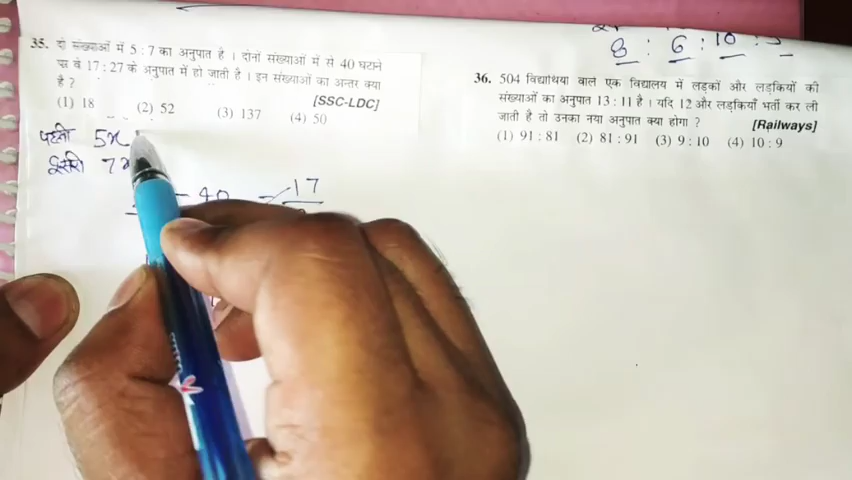 35. दो संख्याओं में 5 : 7 का अनुपात है । दोनों संख्याओं में से 40 घटाने
पर वे 17 : 27 के अनुपात में हो जाती है । इन संख्याओं का अन्तर क्या
है ?
[SSC-LDC]
(1) 18 (2) 52 (3) 137 (4) 50
पहली 5x
दूसरी 7x
- 40 = 17
8 : 6 : 10 :
36. 504 विद्यार्थियों वाले एक विद्यालय में लड़कों और लड़कियों की
संख्याओं का अनुपात 13 : 11 है । यदि 12 और लड़कियाँ भर्ती कर ली
जाती है तो उनका नया अनुपात क्या होगा ? [Railways]
(1) 91 : 81 (2) 81 : 91 (3) 9 : 10 (4) 10 : 9